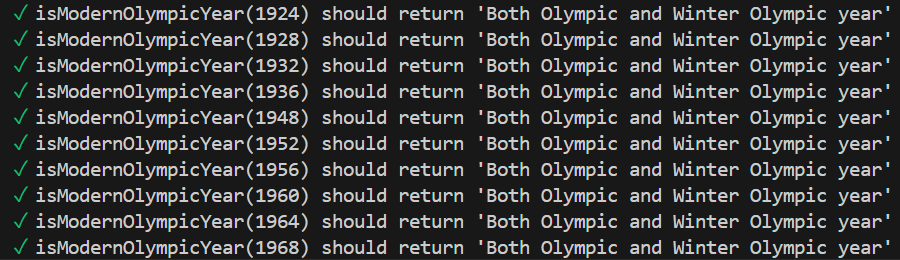 ✓ isModernOlympicYear(1924) should return 'Both Olympic and Winter Olympic year'
✓ isModernOlympicYear(1928) should return 'Both Olympic and Winter Olympic year'
✓ isModernOlympicYear(1932) should return 'Both Olympic and Winter Olympic year'
✓ isModernOlympicYear(1936) should return 'Both Olympic and Winter Olympic year'
✓ isModernOlympicYear(1948) should return 'Both Olympic and Winter Olympic year'
✓ isModernOlympicYear(1952) should return 'Both Olympic and Winter Olympic year'
✓ isModernOlympicYear(1956) should return 'Both Olympic and Winter Olympic year'
✓ isModernOlympicYear(1960) should return 'Both Olympic and Winter Olympic year'
✓ isModernOlympicYear(1964) should return 'Both Olympic and Winter Olympic year'
✓ isModernOlympicYear(1968) should return 'Both Olympic and Winter Olympic year'